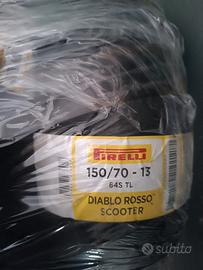 PIRELLI
150/70 - 13
64S TL
DIABLO ROSSO
SCOOTER
subito